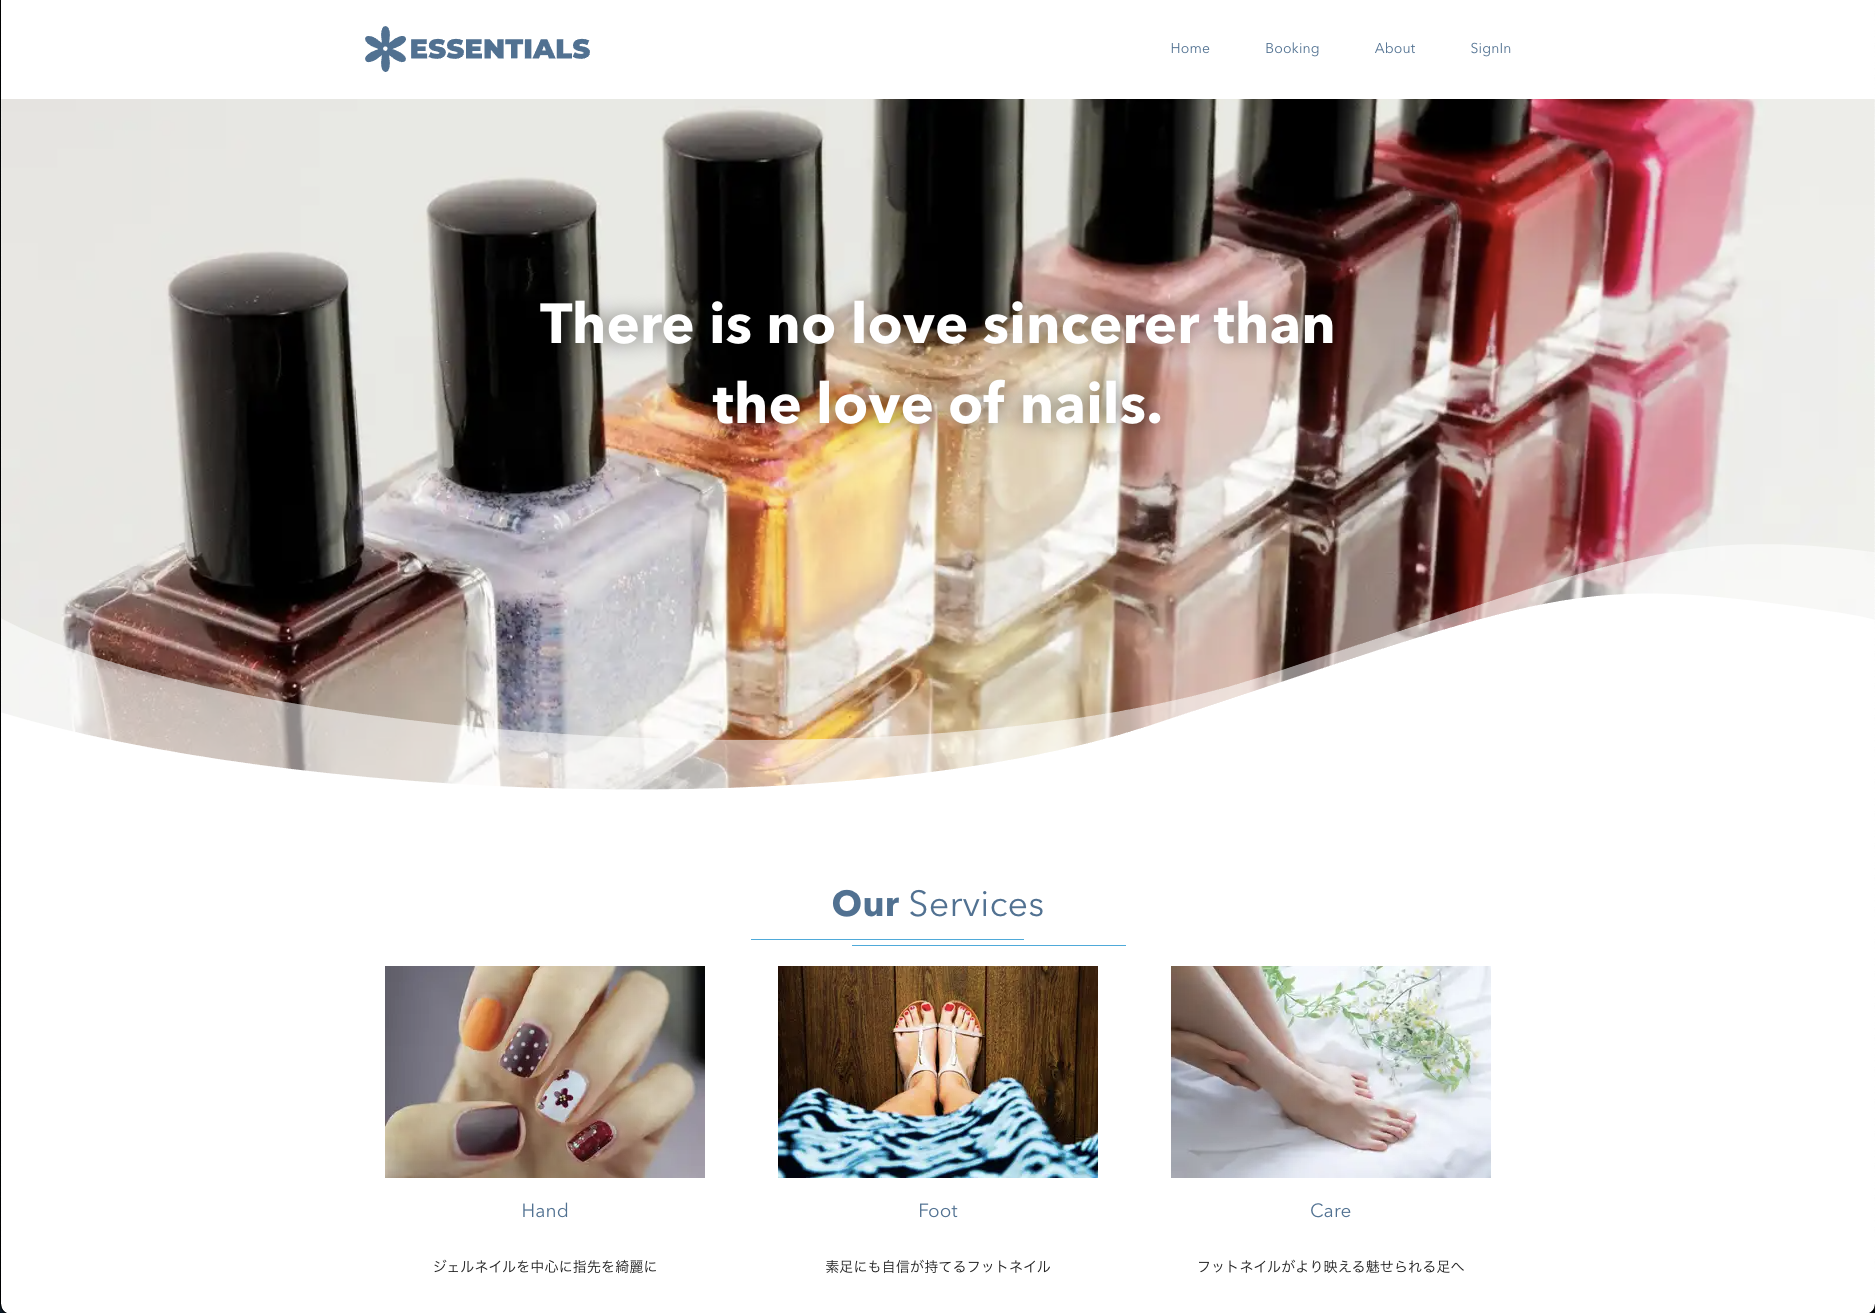 ESSENTIALS
Home
Booking
About
SignIn
There is no love sincerer than
the love of nails.
Our Services
Hand
Foot
Care
ジェルネイルを中心に指先を綺麗に
素足にも自信が持てるフットネイル
フットネイルがより映える魅せられる足へ